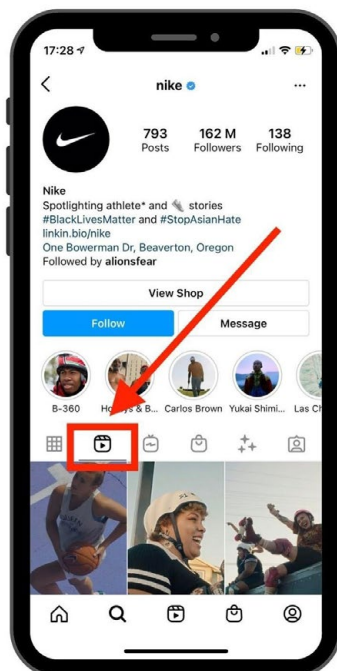 17:28
nike
793 162 M 138
Posts Followers Following
Nike
Spotlighting athlete* and 👟 stories
#BlackLivesMatter and #StopAsianHate
linkin.bio/nike
One Bowerman Dr, Beaverton, Oregon
Followed by alionsfear
View Shop
Follow Message
B-360 Carlos Brown Yukai Shimi... Las Ch